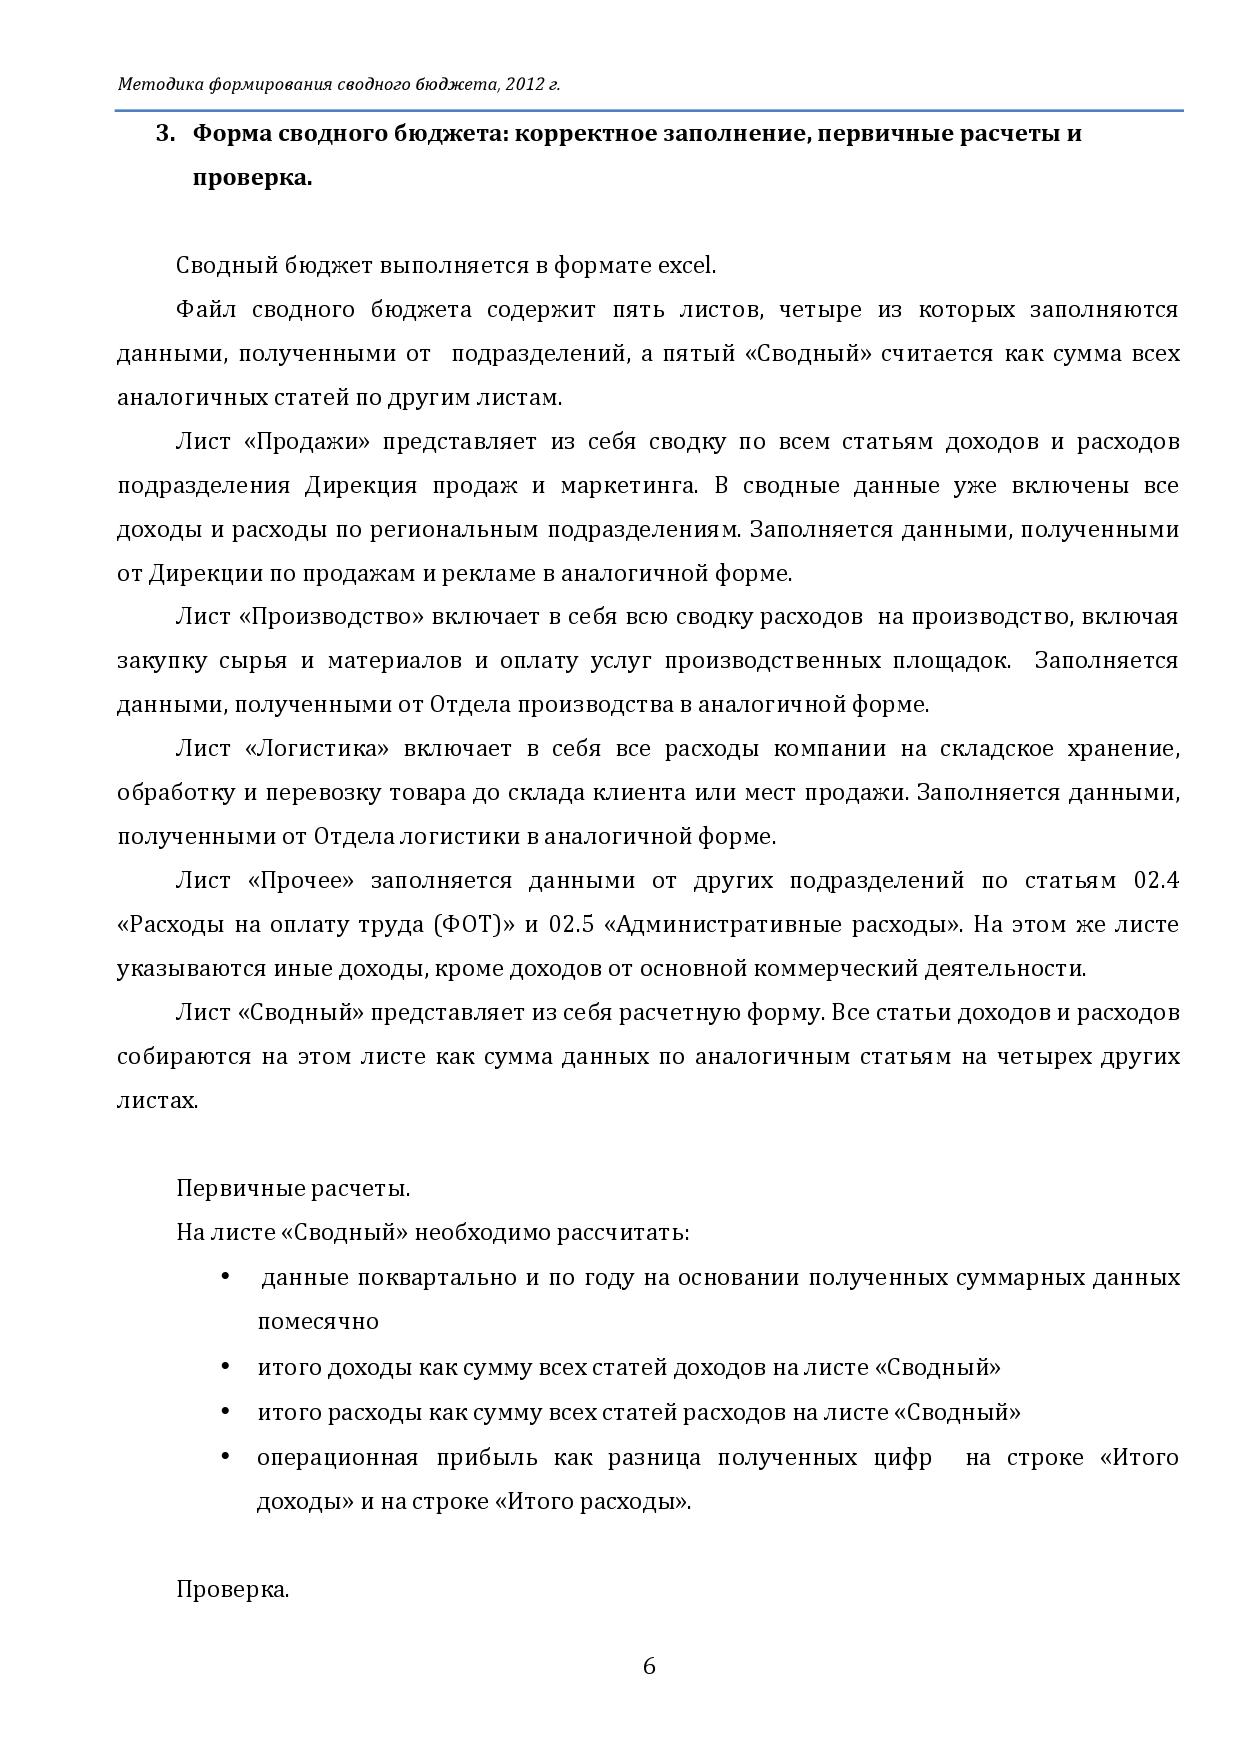 Методика формирования сводного бюджета, 2012 г.
3. Форма сводного бюджета: корректное заполнение, первичные расчеты и
проверка.
Сводный бюджет выполняется в формате excel.
Файл сводного бюджета содержит пять листов, четыре из которых заполняются
данными, полученными от подразделений, а пятый «Сводный» считается как сумма всех
аналогичных статей по другим листам.
Лист «Продажи» представляет из себя сводку по всем статьям доходов и расходов
подразделения Дирекция продаж и маркетинга. В сводные данные уже включены все
доходы и расходы по региональным подразделениям. Заполняется данными, полученными
от Дирекции по продажам и рекламе в аналогичной форме.
Лист «Производство» включает в себя всю сводку расходов на производство, включая
закупку сырья и материалов и оплату услуг производственных площадок. Заполняется
данными, полученными от Отдела производства в аналогичной форме.
Лист «Логистика» включает в себя все расходы компании на складское хранение,
обработку и перевозку товара до склада клиента или мест продажи. Заполняется данными,
полученными от Отдела логистики в аналогичной форме.
Лист «Прочее» заполняется данными от других подразделений по статьям 02.4
«Расходы на оплату труда (ФОТ)» и 02.5 «Административные расходы». На этом же листе
указываются иные доходы, кроме доходов от основной коммерческий деятельности.
Лист «Сводный» представляет из себя расчетную форму. Все статьи доходов и расходов
собираются на этом листе как сумма данных по аналогичным статьям на четырех других
листах.
Первичные расчеты.
На листе «Сводный» необходимо рассчитать:
• данные поквартально и по году на основании полученных суммарных данных
помесячно
• итого доходы как сумму всех статей доходов на листе «Сводный»
• итого расходы как сумму всех статей расходов на листе «Сводный»
• операционная прибыль как разница полученных цифр на строке «Итого
доходы» и на строке «Итого расходы».
Проверка.
6